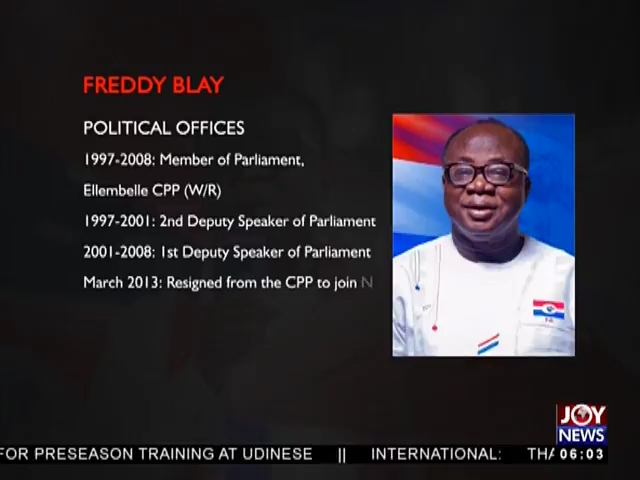 FREDDY BLAY
POLITICAL OFFICES
1997-2008: Member of Parliament,
Ellembelle CPP (W/R)
1997-2001: 2nd Deputy Speaker of Parliament
2001-2008: 1st Deputy Speaker of Parliament
March 2013: Resigned from the CPP to join N
JOY
NEWS
FOR PRESEASON TRAINING AT UDINESE || INTERNATIONAL: THA
06:03